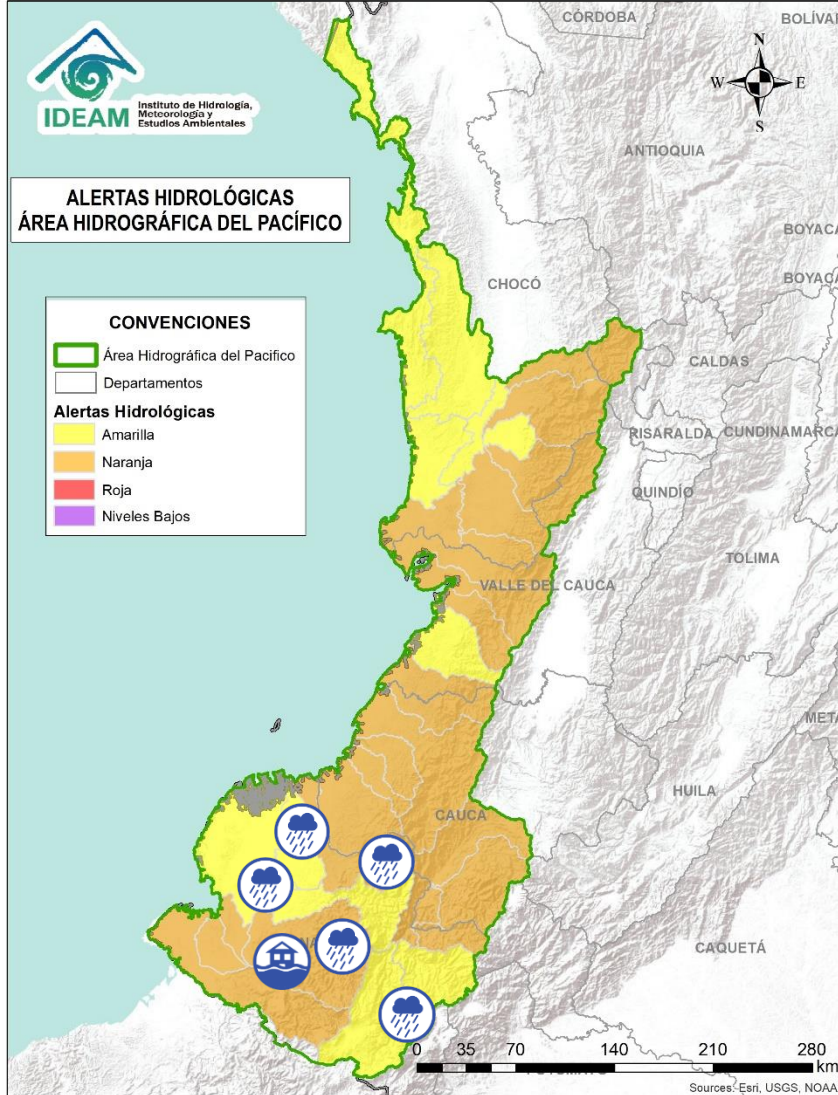 IDEAM
Instituto de Hidrología,
Meteorología y
Estudios Ambientales
CÓRDOBA
BOLÍVA
N
W
E
S
ANTIOQUIA
ALERTAS HIDROLÓGICAS
ÁREA HIDROGRÁFICA DEL PACÍFICO
BOYACÁ
BOYACÁ
CHOCÓ
CONVENCIONES
Área Hidrográfica del Pacifico
Departamentos
Alertas Hidrológicas
Amarilla
Naranja
Roja
Niveles Bajos
CALDAS
RISARALDA
CUNDINAMARCA
QUINDÍO
TOLIMA
VALLE DEL CAUCA
META
HUILA
CAUCA
CAQUETÁ
0 35 70 140 210 280
km
Sources: Esri, USGS, NOAA